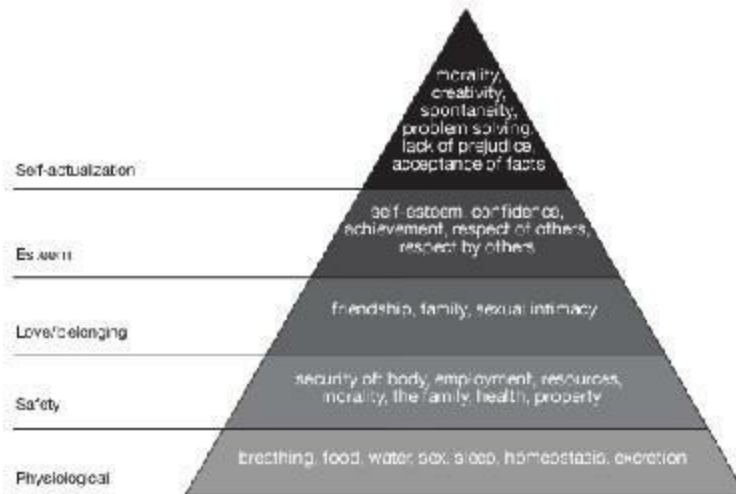 morality,
creativity,
spontaneity,
problem solving,
lack of prejudice,
acceptance of facts
Self-actualization
self-esteem, confidence,
achievement, respect of others,
respect by others
Esteem
friendship, family, sexual intimacy
Love/belonging
security of: body, employment, resources,
morality, the family, health, property
Safety
breathing, food, water, sex, sleep, homeostasis, excretion
Physiological